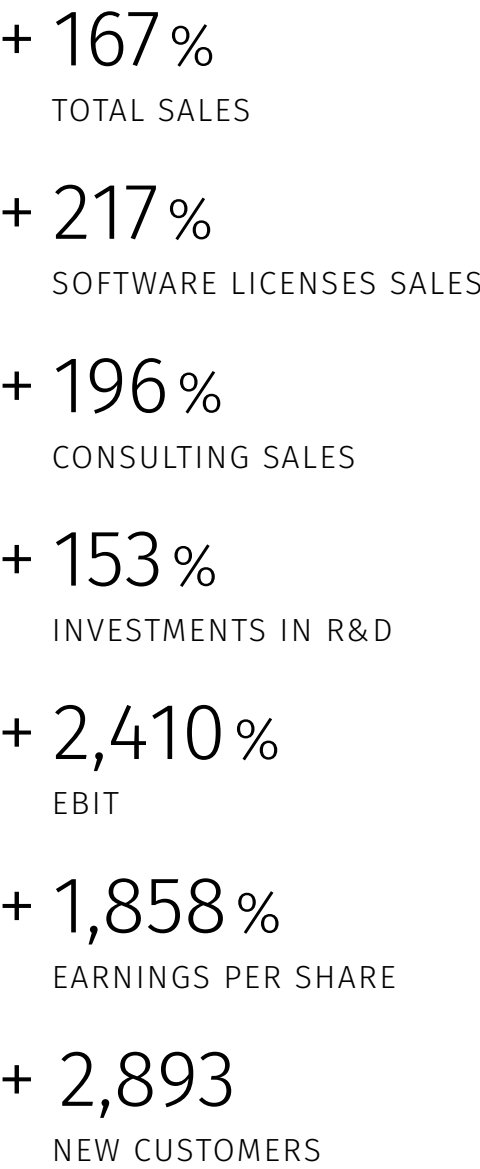 + 167 %
TOTAL SALES
+ 217 %
SOFTWARE LICENSES SALES
+ 196 %
CONSULTING SALES
+ 153 %
INVESTMENTS IN R&D
+ 2,410 %
EBIT
+ 1,858 %
EARNINGS PER SHARE
+ 2,893
NEW CUSTOMERS